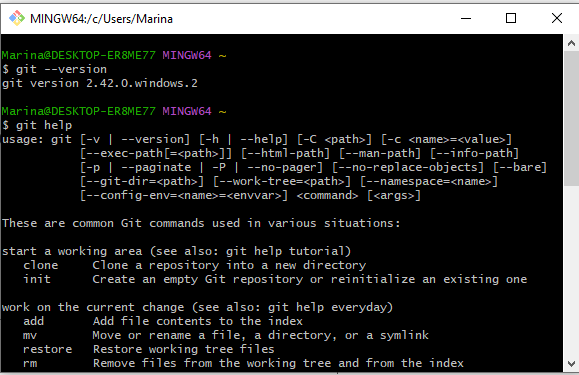 MINGW64:/c/Users/Marina
Marina@DESKTOP-ER8ME77 MINGW64 ~
$ git --version
git version 2.42.0.windows.2
Marina@DESKTOP-ER8ME77 MINGW64 ~
$ git help
usage: git [-v | --version] [-h | --help] [-C <path>] [-c <name>=<value>]
           [--exec-path[=<path>]] [--html-path] [--man-path] [--info-path]
           [-p | --paginate | -P | --no-pager] [--no-replace-objects] [--bare]
           [--git-dir=<path>] [--work-tree=<path>] [--namespace=<name>]
           [--config-env=<name>=<envvar>] <command> [<args>]
These are common Git commands used in various situations:
start a working area (see also: git help tutorial)
   clone     Clone a repository into a new directory
   init      Create an empty Git repository or reinitialize an existing one
work on the current change (see also: git help everyday)
   add       Add file contents to the index
   mv        Move or rename a file, a directory, or a symlink
   restore   Restore working tree files
   rm        Remove files from the working tree and from the index